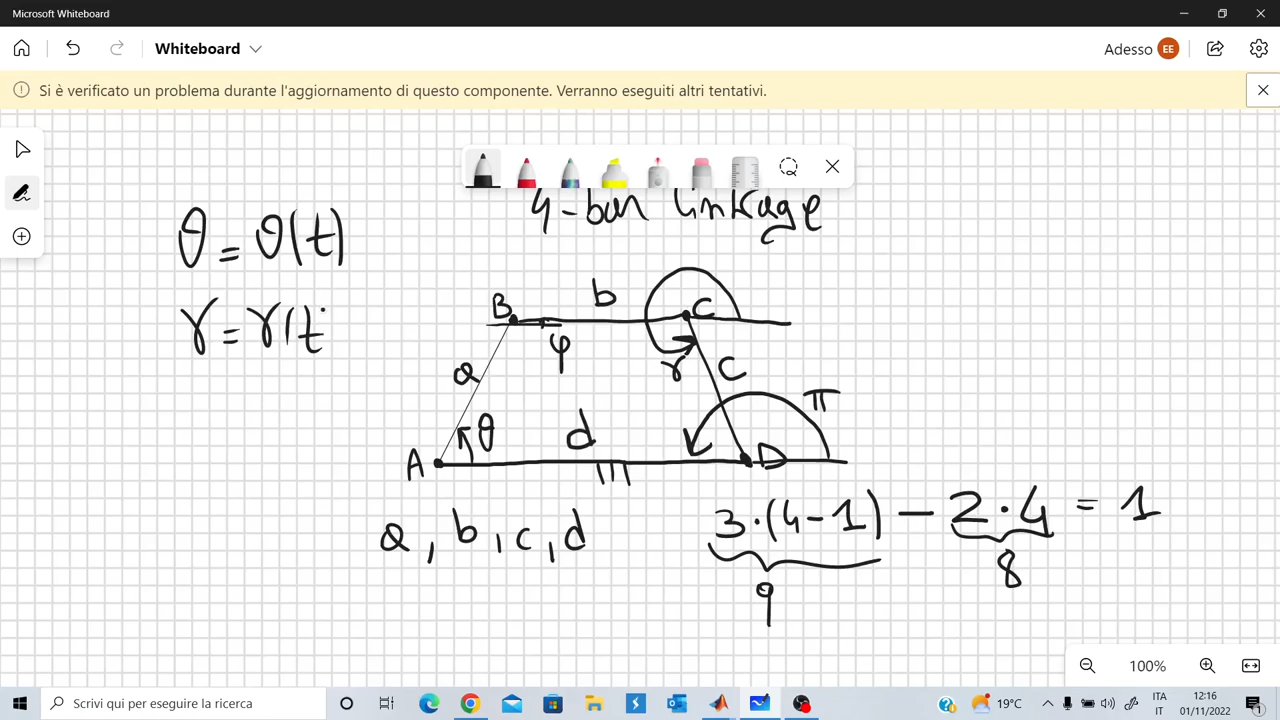 Microsoft Whiteboard
Whiteboard
Adesso EE
Si è verificato un problema durante l'aggiornamento di questo componente. Verranno eseguiti altri tentativi.
4-bar linkage
θ = θ(t)
γ = γ(t
B b C
φ γ c
a
θ d π
A D
a, b, c, d
3·(4-1) - 2·4 = 1
9 8
100%
Scrivi qui per eseguire la ricerca
19°C
ITA
IT
12:16
01/11/2022
1